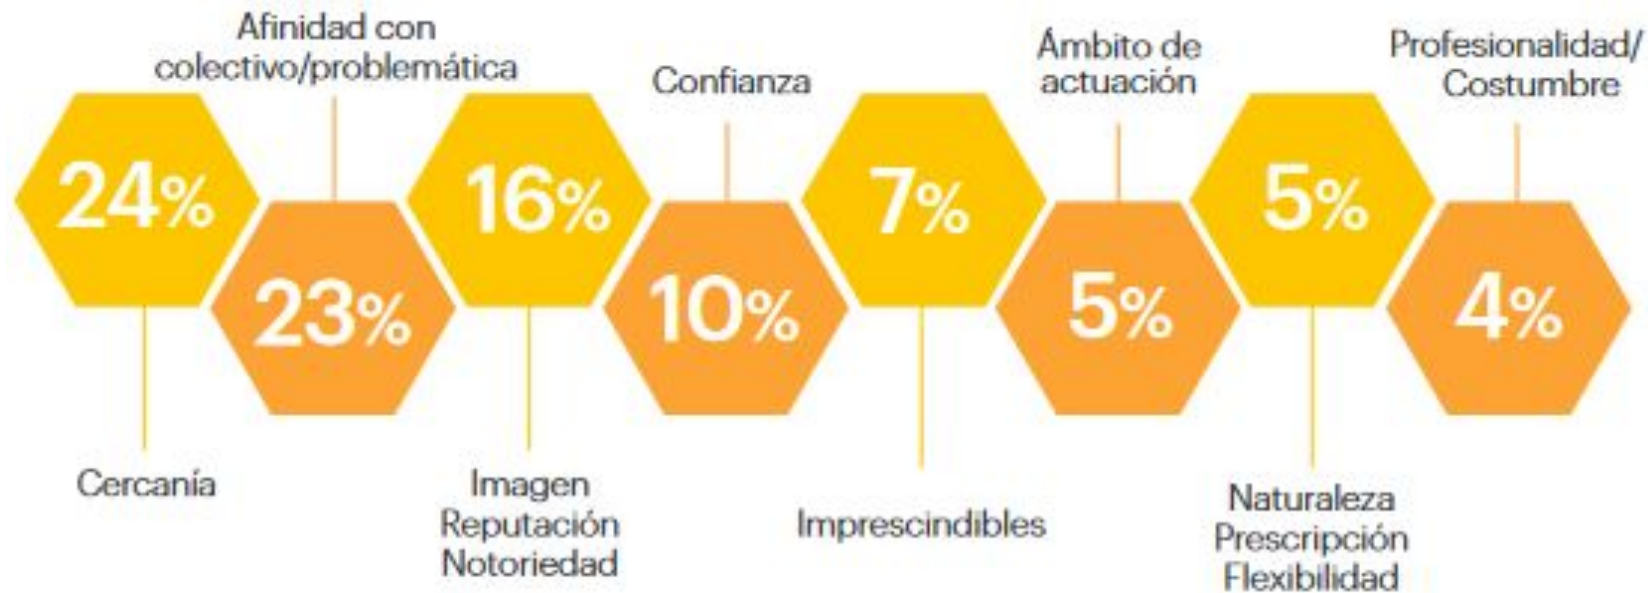 Afinidad con
colectivo/problemática
Confianza
Ámbito de
actuación
Profesionalidad/
Costumbre
24%
23%
16%
10%
7%
5%
5%
4%
Cercanía
Imagen
Reputación
Notoriedad
Imprescindibles
Naturaleza
Prescripción
Flexibilidad